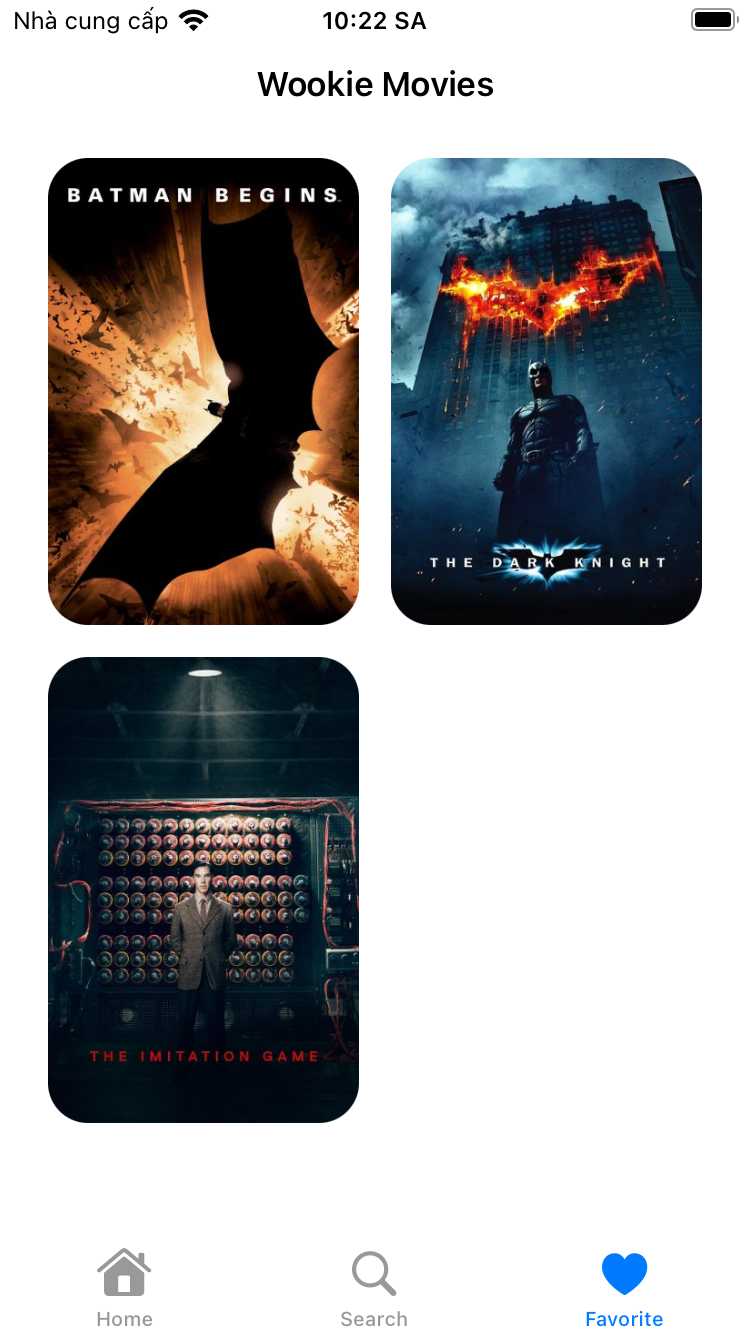 Nhà cung cấp 10:22 SA
Wookie Movies
BATMAN BEGINS
THE DARK KNIGHT
THE IMITATION GAME
Home Search Favorite